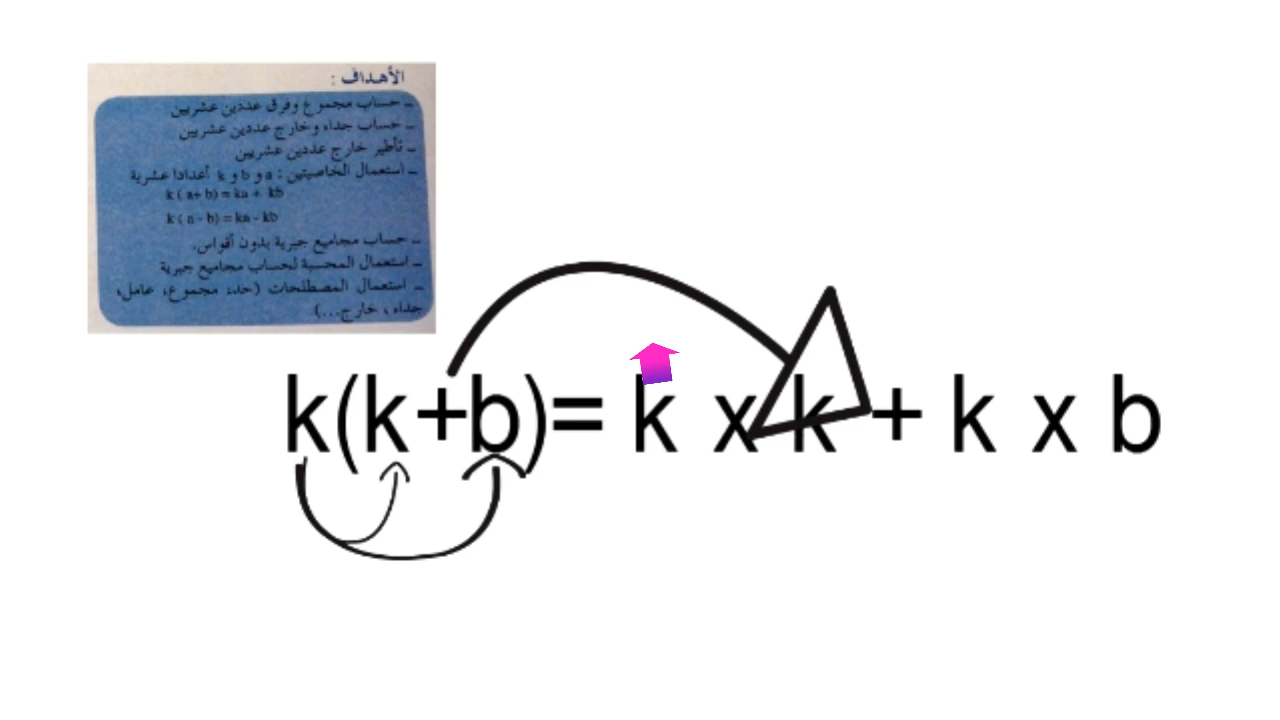 الأهداف :
ـ حساب مجموع وفرق عددين عشريين
ـ حساب جداء وخارج عددين عشريين
ـ تأطير خارج عددين عشريين
ـ استعمال الخاصيتين : a و b و k أعدادا عشرية
k ( a+ b) = ka + kb
k ( a - b) = ka - kb
ـ حساب مجاميع جبرية بدون أقواس.
ـ استعمال المحسبة لحساب مجاميع جبرية
ـ استعمال المصطلحات (حد، مجموع، عامل،
جداء ، خارج...)
k(k+b)= k x k + k x b